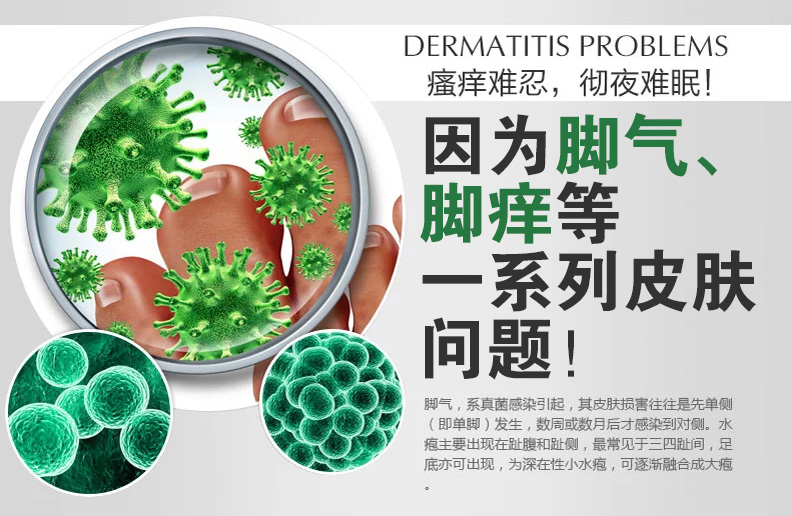 DERMATITIS PROBLEMS
瘙痒难忍，彻夜难眠！
因为脚气、
脚痒等
一系列皮肤
问题！
脚气，系真菌感染引起，其皮肤损害往往是先单侧
（即单脚）发生，数周或数月后才感染到对侧。水
疱主要出现在趾腹和趾侧，最常见于三四趾间，足
底亦可出现，为深在性小水疱，可逐渐融合成大疱
。